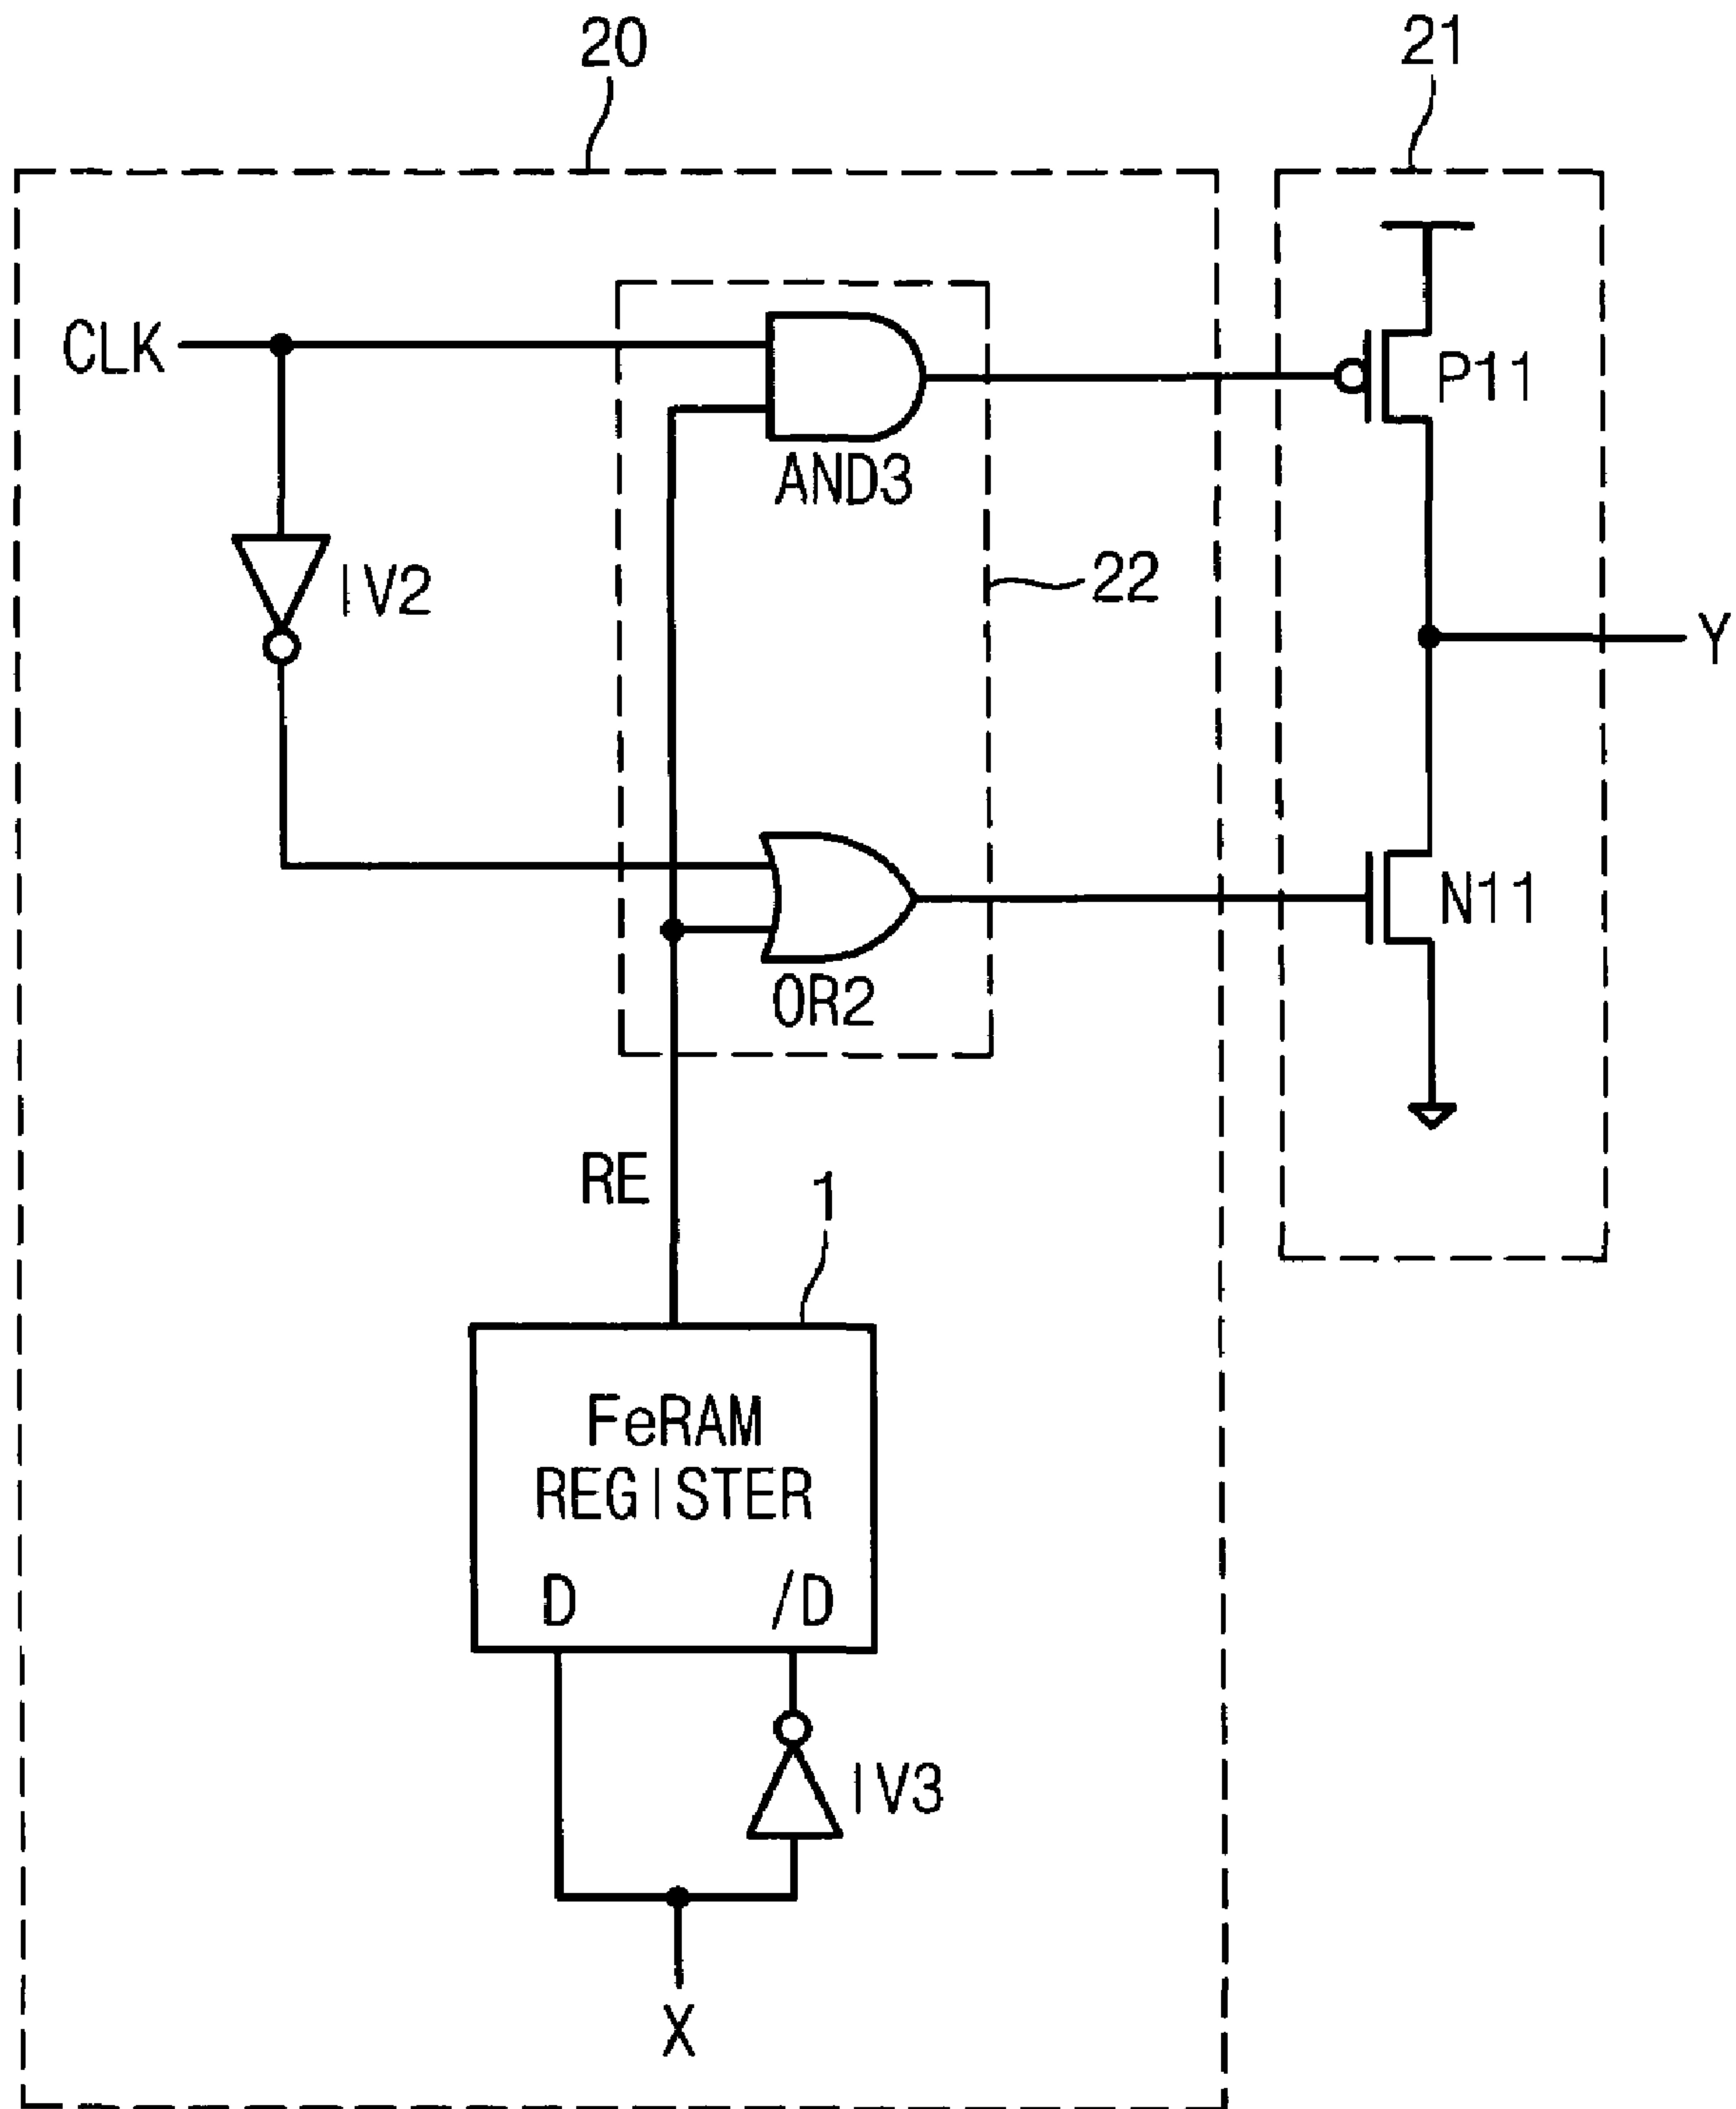 20
21
CLK
P11
AND3
IV2
22
Y
N11
OR2
RE
1
FeRAM
REGISTER
D /D
IV3
X